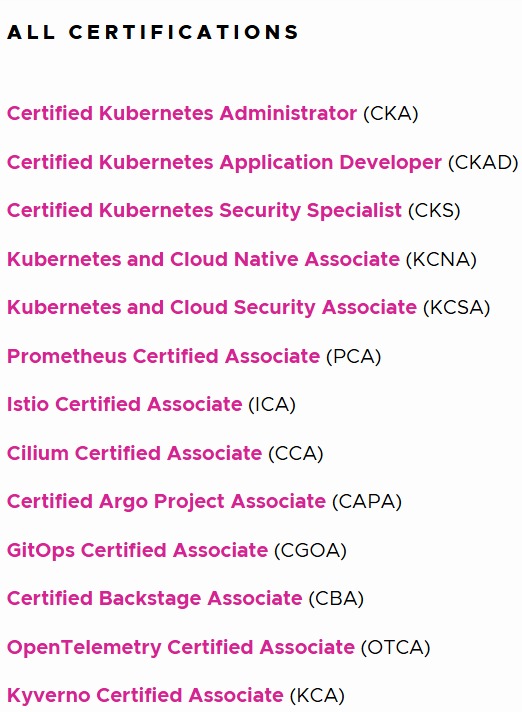 ALL CERTIFICATIONS
Certified Kubernetes Administrator (CKA)
Certified Kubernetes Application Developer (CKAD)
Certified Kubernetes Security Specialist (CKS)
Kubernetes and Cloud Native Associate (KCNA)
Kubernetes and Cloud Security Associate (KCSA)
Prometheus Certified Associate (PCA)
Istio Certified Associate (ICA)
Cilium Certified Associate (CCA)
Certified Argo Project Associate (CAPA)
GitOps Certified Associate (CGOA)
Certified Backstage Associate (CBA)
OpenTelemetry Certified Associate (OTCA)
Kyverno Certified Associate (KCA)